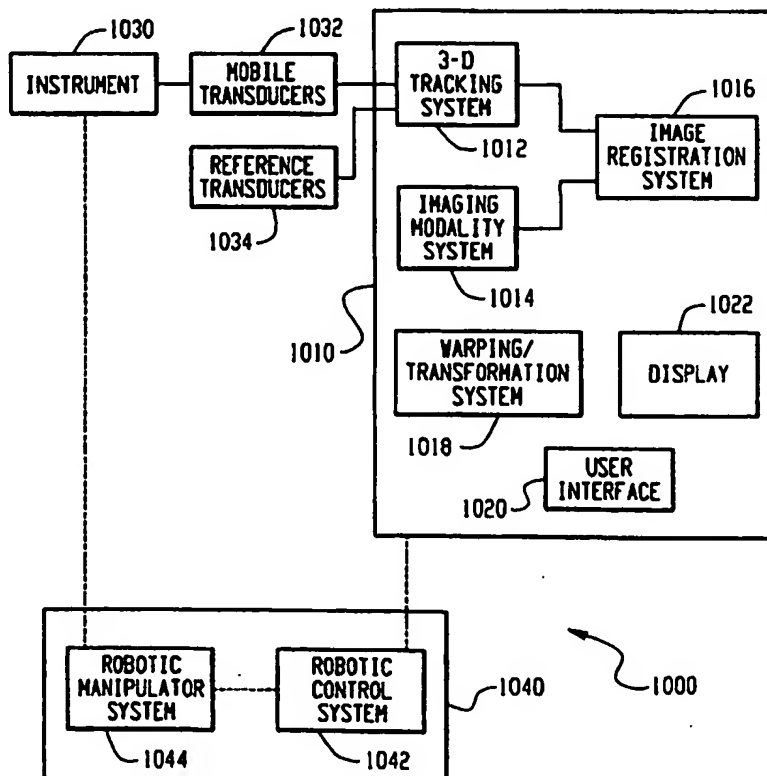 1030
INSTRUMENT
1032
MOBILE
TRANSDUCERS
REFERENCE
TRANSDUCERS
1034
3-D
TRACKING
SYSTEM
1012
1016
IMAGE
REGISTRATION
SYSTEM
IMAGING
MODALITY
SYSTEM
1014
1010
WARPING/
TRANSFORMATION
SYSTEM
1018
1022
DISPLAY
USER
INTERFACE
1020
ROBOTIC
MANIPULATOR
SYSTEM
1044
ROBOTIC
CONTROL
SYSTEM
1042
1040
1000